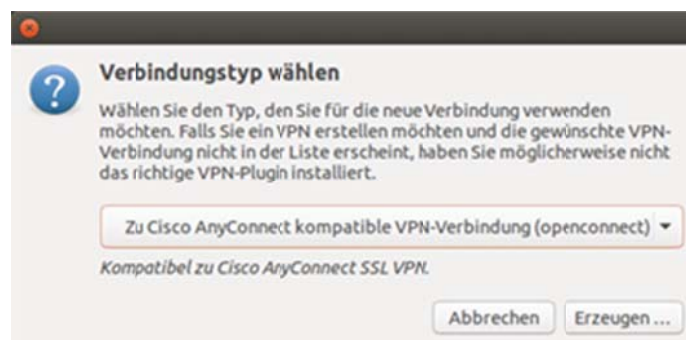 Verbindungstyp wählen
Wählen Sie den Typ, den Sie für die neue Verbindung verwenden
möchten. Falls Sie ein VPN erstellen möchten und die gewünschte VPN-
Verbindung nicht in der Liste erscheint, haben Sie möglicherweise nicht
das richtige VPN-Plugin installiert.
Zu Cisco AnyConnect kompatible VPN-Verbindung (openconnect)
Kompatibel zu Cisco AnyConnect SSL VPN.
Abbrechen Erzeugen ...